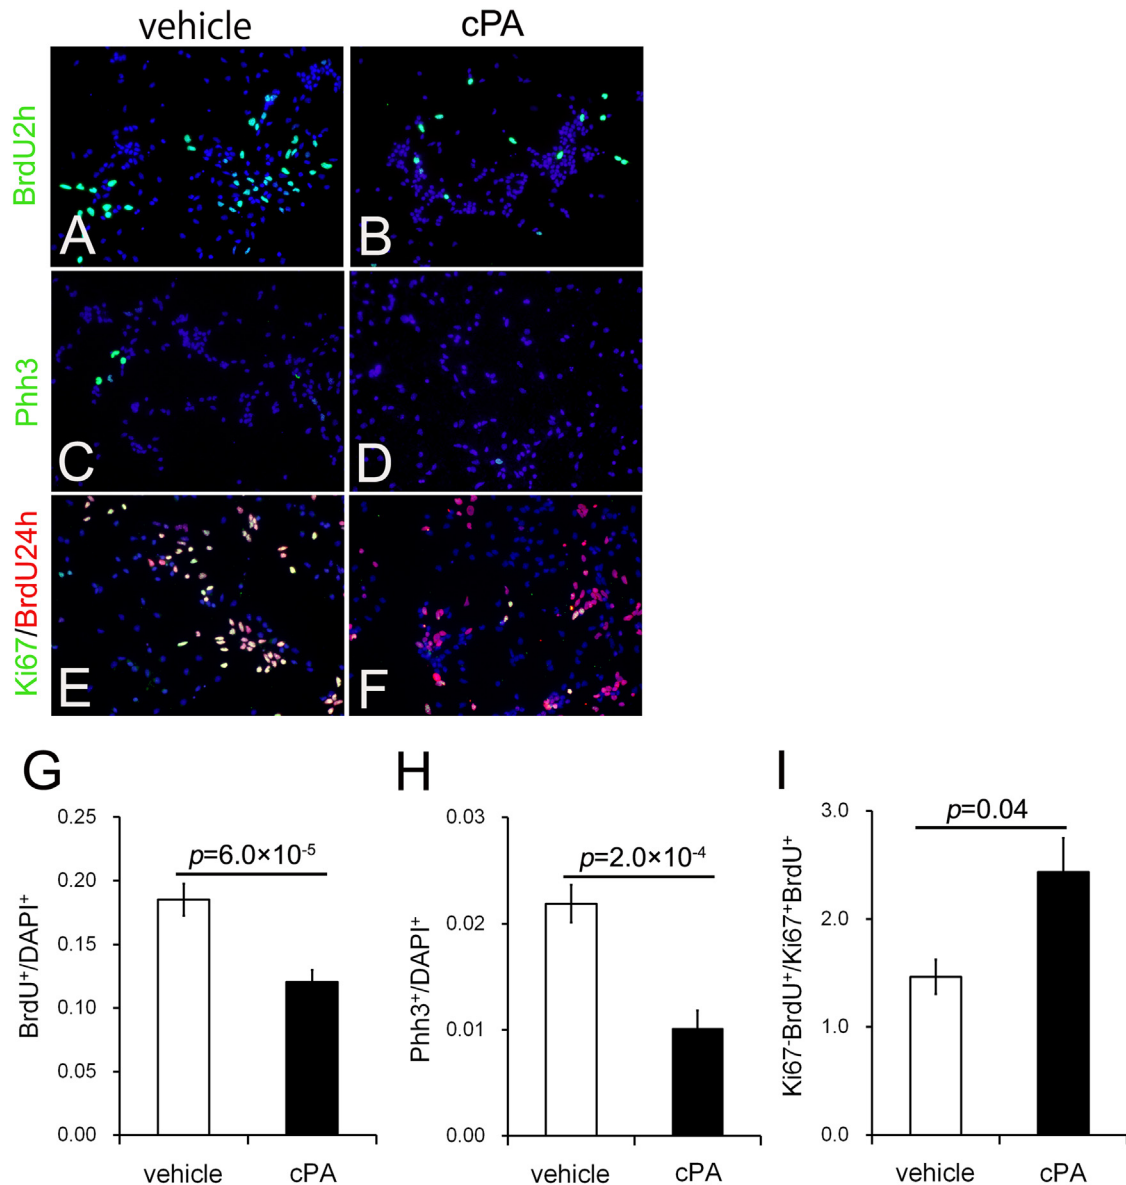 vehicle
cPA
BrdU2h
A
B
Phh3
C
D
Ki67/BrdU24h
E
F
G
BrdU⁺/DAPI⁺
0.25
0.20
0.15
0.10
0.05
0.00
p=6.0×10⁻⁵
vehicle
cPA
H
Phh3⁺/DAPI⁺
0.03
0.02
0.01
0.00
p=2.0×10⁻⁴
vehicle
cPA
I
Ki67⁻BrdU⁺/Ki67⁺BrdU⁺
3.0
2.0
1.0
0.0
p=0.04
vehicle
cPA